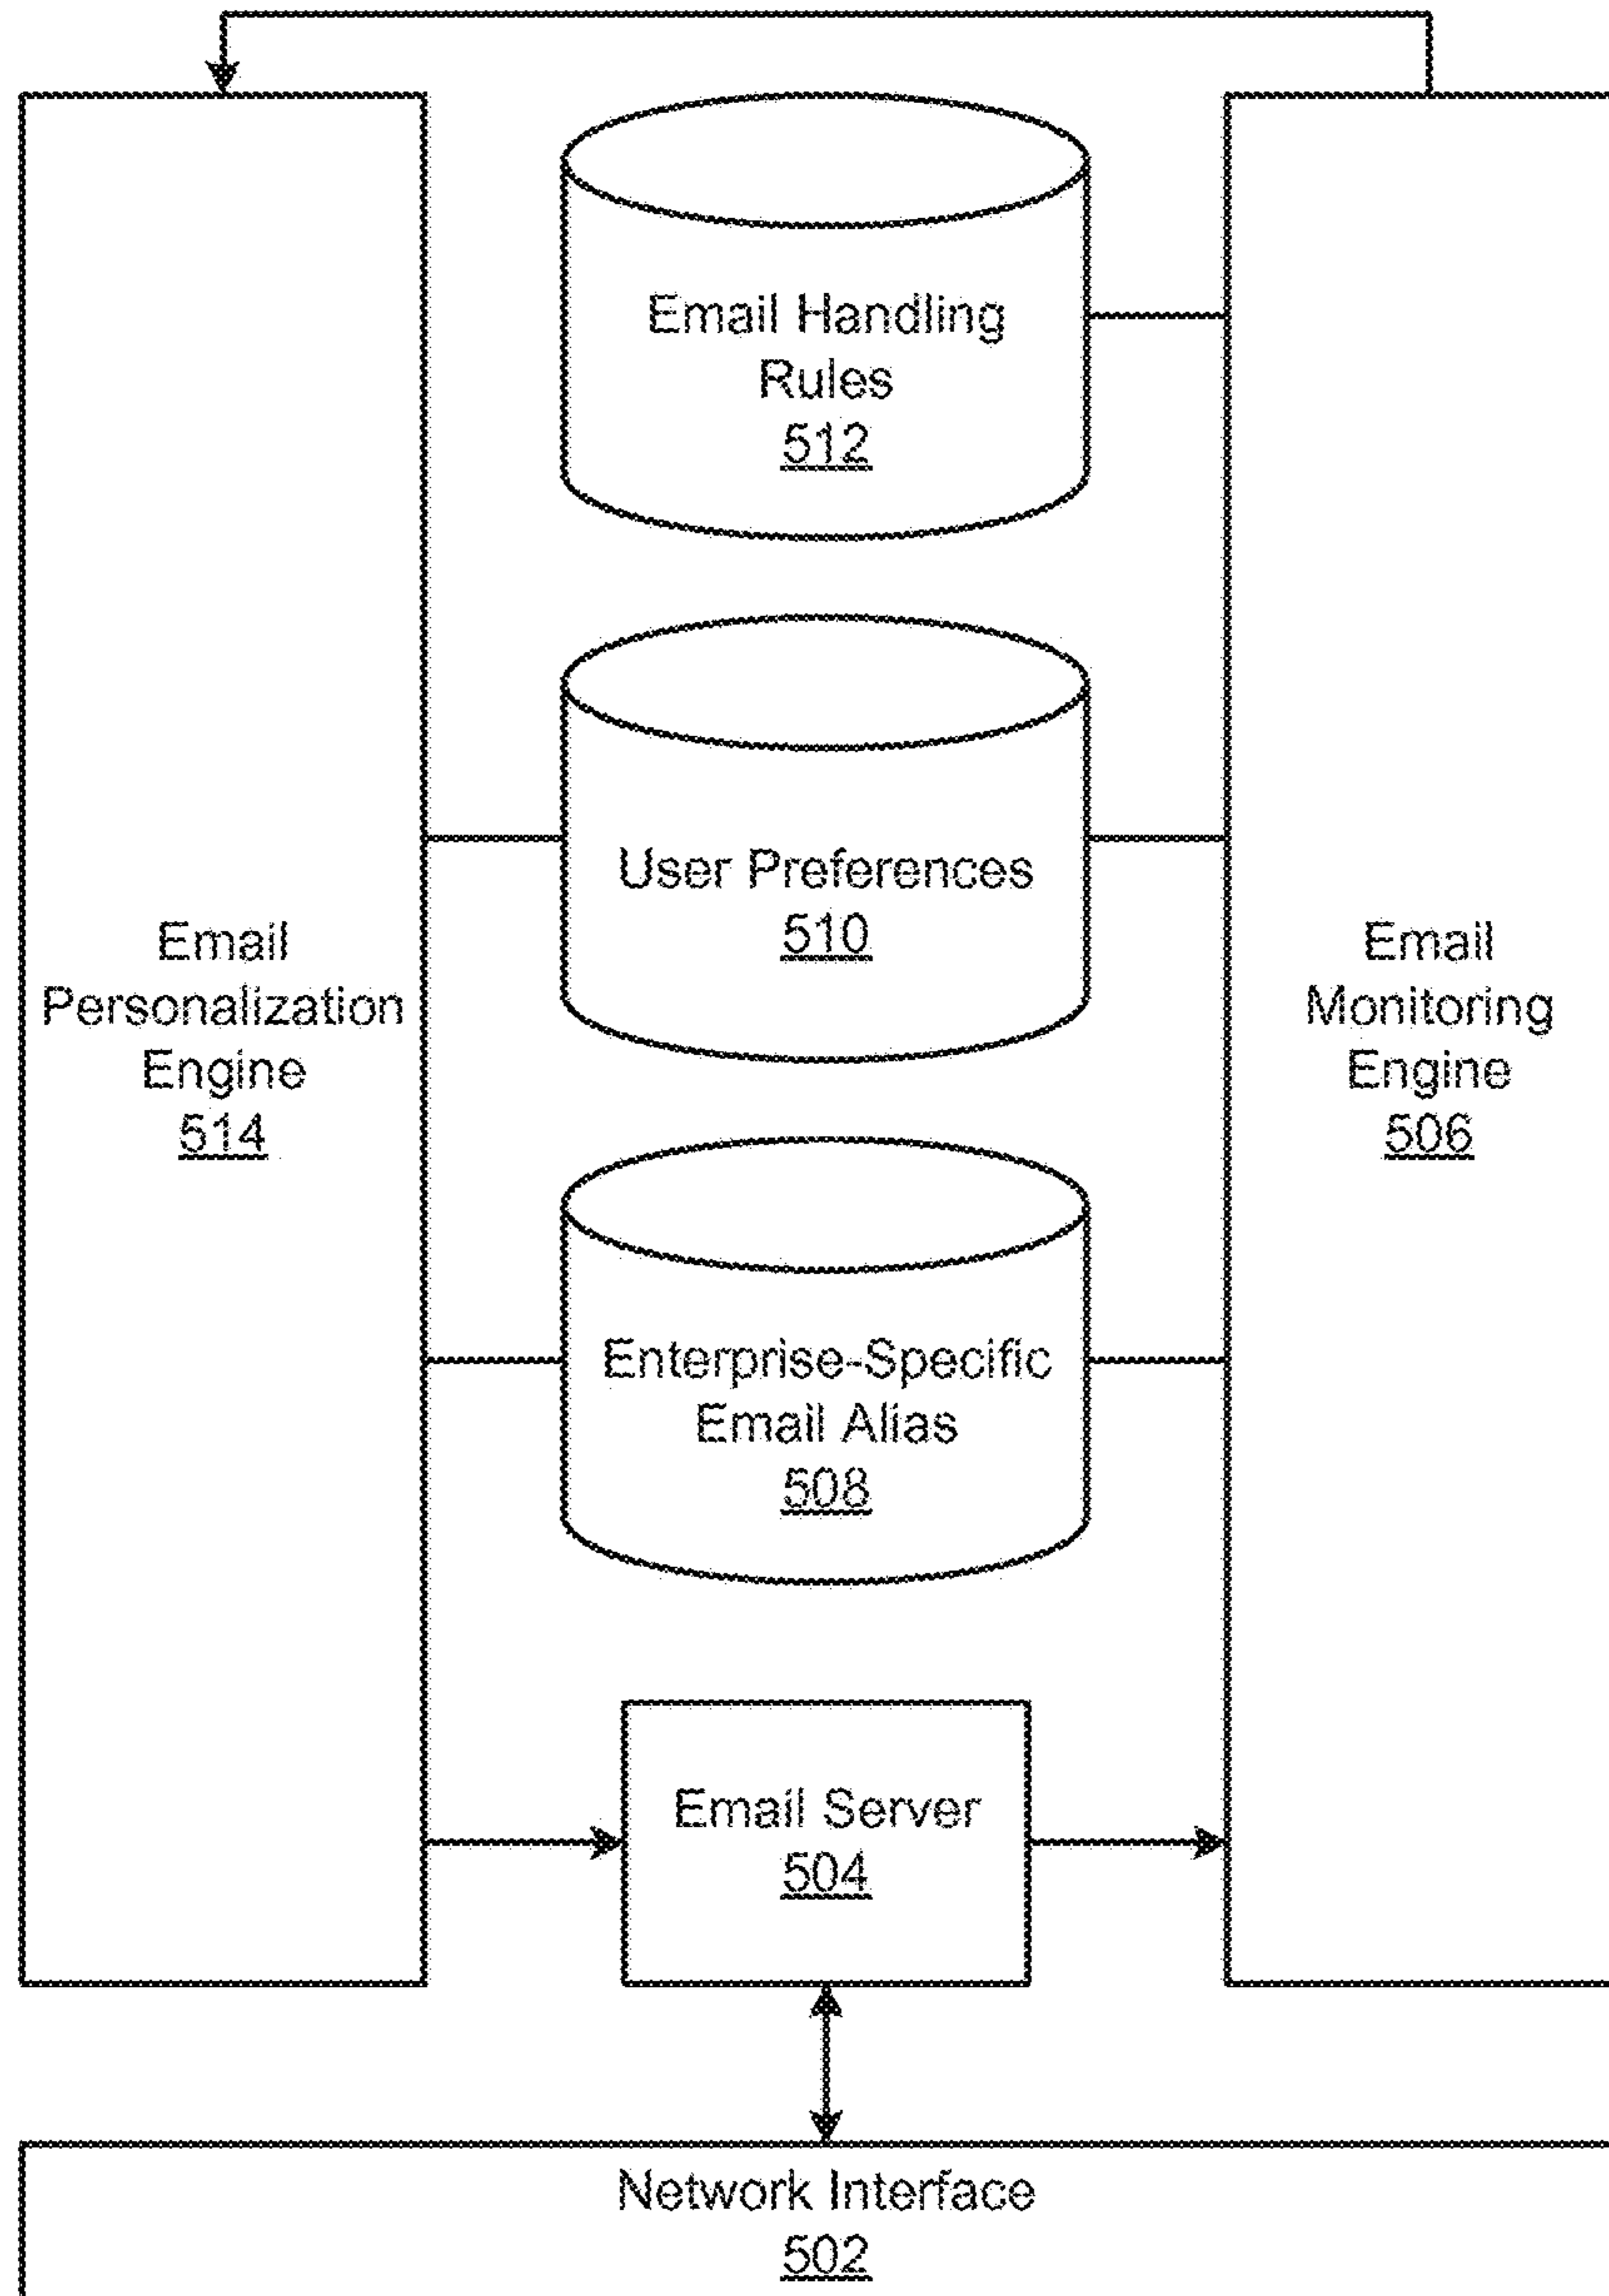 Email Handling
Rules
512
User Preferences
510
Email
Personalization
Engine
514
Email
Monitoring
Engine
506
Enterprise-Specific
Email Alias
508
Email Server
504
Network Interface
502